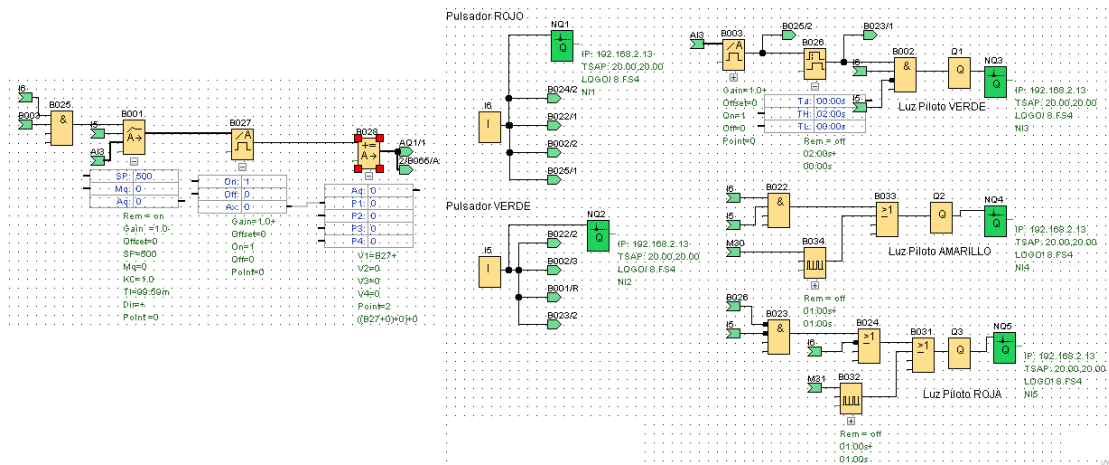 I6
B003
B025
&
B001
I5
AI3
A→
SP: 500
Mq: 0
Aq: 0
Rem = on
Gain =1.0-
Offset=0
SP=500
Mq=0
KC=1.0
TI=99:59m
Dir=+
Point =0
B027
/A
On: 1
Off: 0
Ax: 0
Gain=1.0+
Offset=0
On=1
Off=0
Point=0
B028
+=
A→
AQ1/1
2/B065/A
Aq: 0
P1: 0
P2: 0
P3: 0
P4: 0
V1=B27+
V2=0
V3=0
V4=0
Point=2
((B27+0)+0)+0
Pulsador ROJO
NQ1
Q
IP: 192.168.2.13
TSAP: 20.00,20.00
LOGO! 8.FS4
NI1
I6
I
B024/2
B022/1
B002/2
B025/1
Pulsador VERDE
NQ2
Q
IP: 192.168.2.13
TSAP: 20.00,20.00
LOGO! 8.FS4
NI2
I5
I
B022/2
B002/3
B001/R
B023/2
AI3
B003
/A
Gain=1.0+
Offset=0
On=1
Off=0
Point=0
B025/2
B026
Ta: 00:00s
TH: 02:00s
TL: 00:00s
Rem = off
02:00s+
00:00s
B023/1
I6
I5
B002
&
Q1
Q
NQ3
Q
Luz Piloto VERDE
IP: 192.168.2.13
TSAP: 20.00,20.00
LOGO! 8.FS4
NI3
I6
I5
B022
&
M30
B034
Rem = off
01:00s+
01:00s
B033
>1
Q2
Q
NQ4
Q
Luz Piloto AMARILLO
IP: 192.168.2.13
TSAP: 20.00,20.00
LOGO! 8.FS4
NI4
B026
I5
B023
&
I6
B024
>1
M31
B032
Rem = off
01:00s+
01:00s
B031
>1
Q3
Q
NQ5
Q
Luz Piloto ROJA
IP: 192.168.2.13
TSAP: 20.00,20.00
LOGO! 8.FS4
NI5